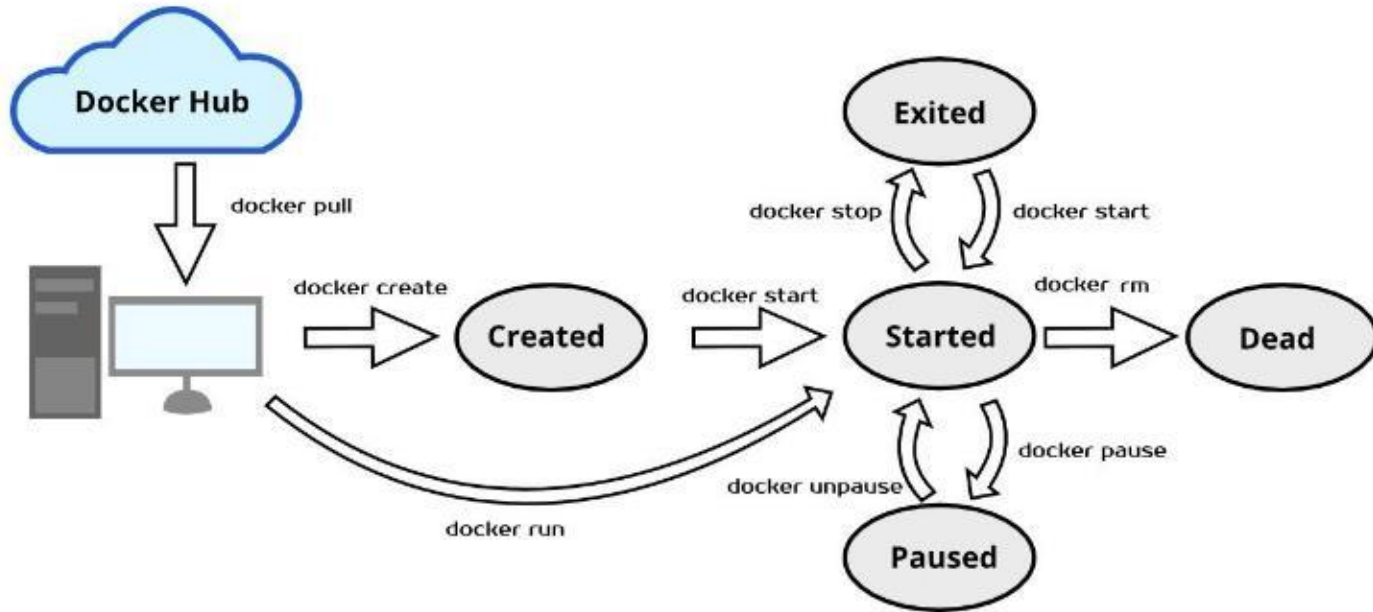 Docker Hub
docker pull
Exited
docker stop
docker start
docker create
Created
docker start
Started
docker rm
Dead
docker run
docker unpause
docker pause
Paused